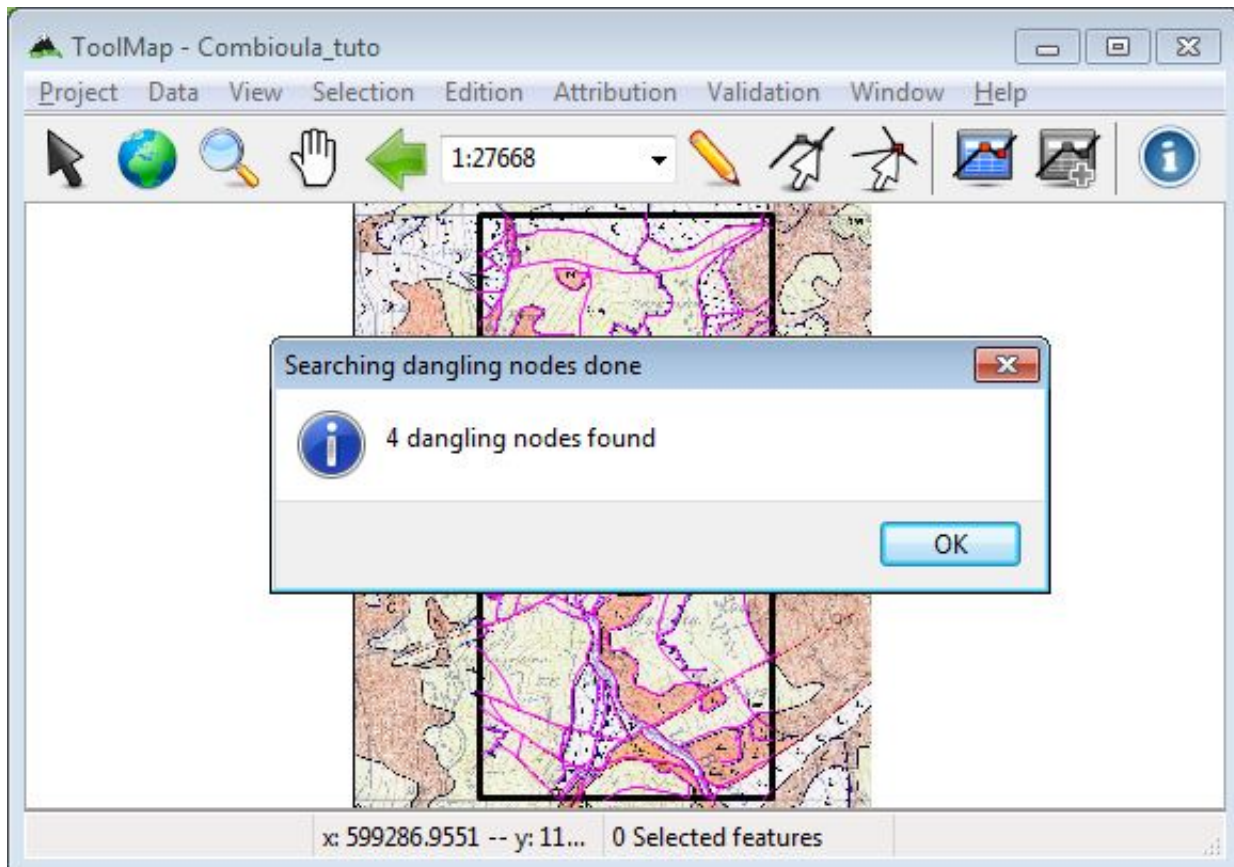 ToolMap - Combioula_tuto
Project Data View Selection Edition Attribution Validation Window Help
1:27668
Searching dangling nodes done
4 dangling nodes found
OK
x: 599286.9551 -- y: 11... 0 Selected features